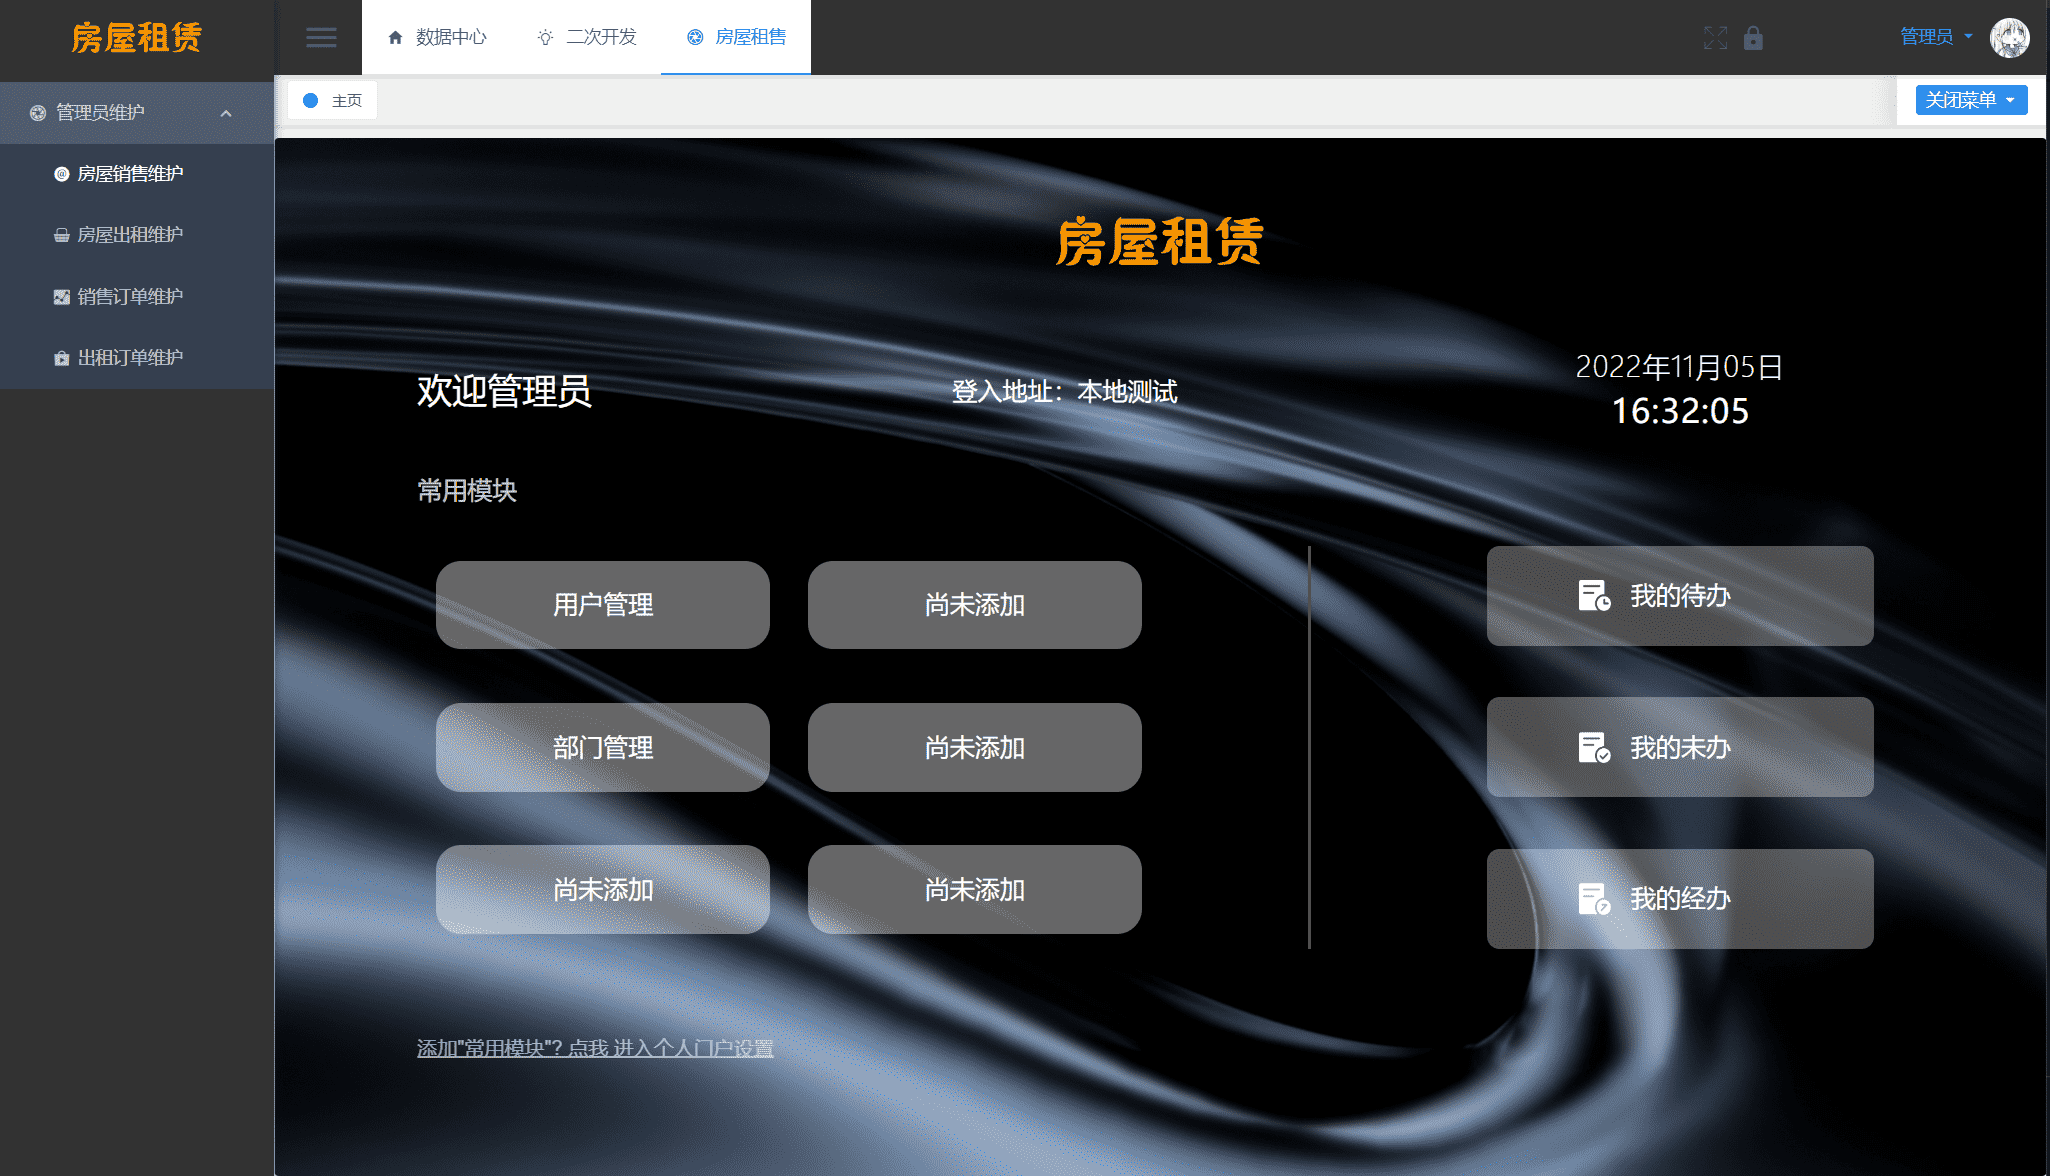 房屋租赁
数据中心
二次开发
房屋租售
管理员
主页
关闭菜单
管理员维护
房屋销售维护
房屋出租维护
销售订单维护
出租订单维护
房屋租赁
欢迎管理员
登入地址：本地测试
2022年11月05日
16:32:05
常用模块
用户管理
尚未添加
我的待办
部门管理
尚未添加
我的未办
尚未添加
尚未添加
我的经办
添加"常用模块"? 点我 进入个人门户设置